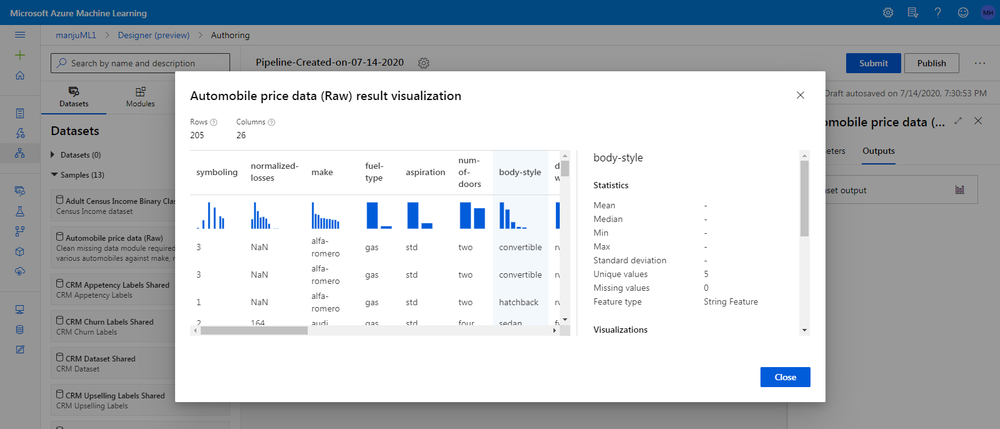 Microsoft Azure Machine Learning
MH
manjuML1 > Designer (preview) > Authoring
Search by name and description
Pipeline-Created-on-07-14-2020
Submit
Publish
Datasets
Modules
Draft autosaved on 7/14/2020, 7:30:53 PM
Datasets
Datasets (0)
Samples (13)
Adult Census Income Binary Clas
Census Income dataset
Automobile price data (Raw)
Clean missing data module required
various automobiles against make, r
CRM Appetency Labels Shared
CRM Appetency Labels
CRM Churn Labels Shared
CRM Churn Labels
CRM Dataset Shared
CRM Dataset
CRM Upselling Labels Shared
CRM Upselling Labels
Automobile price data (Raw) result visualization
Rows
Columns
205
26
symboling
normalized-
losses
make
fuel-
type
aspiration
num-
of-
doors
body-style
d
w
3 NaN alfa-
romero gas std two convertible rv
3 NaN alfa-
romero gas std two convertible rv
1 NaN alfa-
romero gas std two hatchback rv
2 164 audi gas std four sedan fv
body-style
Statistics
Mean -
Median -
Min -
Max -
Standard deviation -
Unique values 5
Missing values 0
Feature type String Feature
Visualizations
Close
omobile price data (...
eters
Outputs
set output